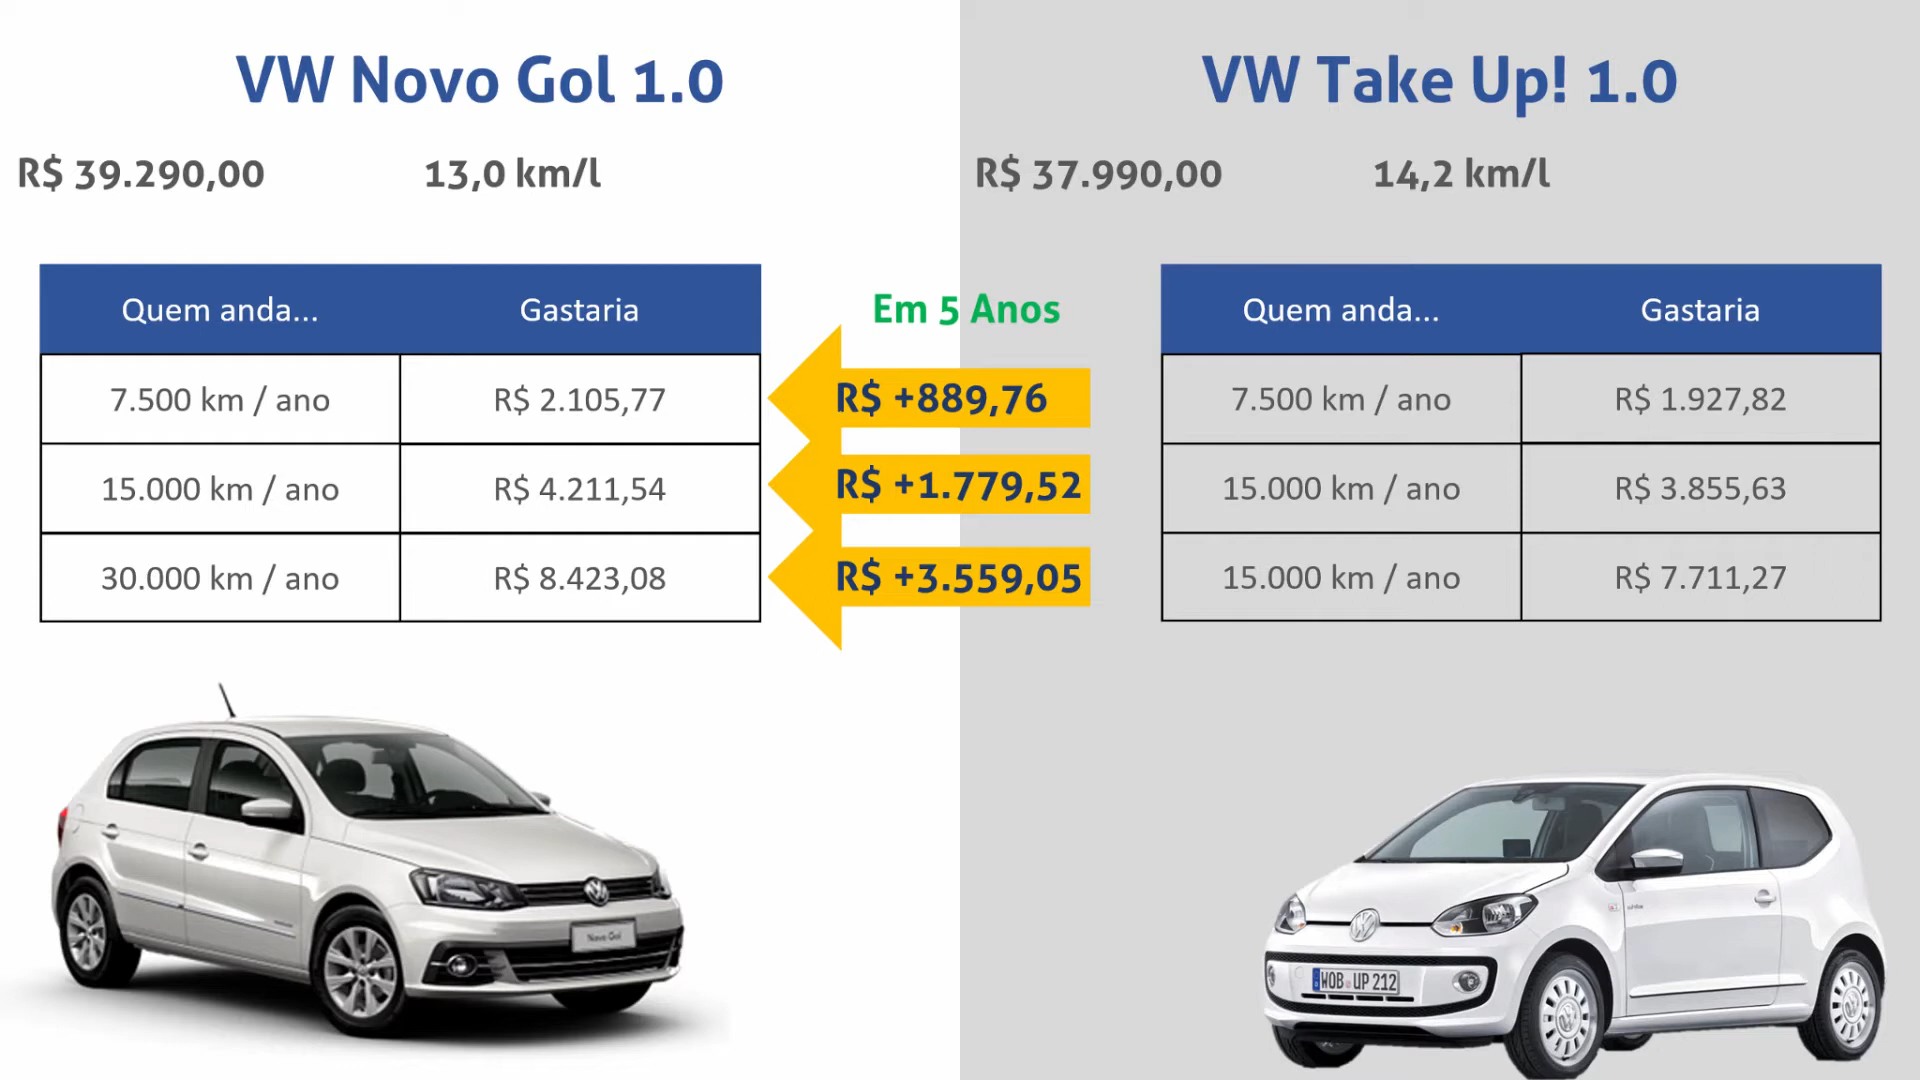 VW Novo Gol 1.0
R$ 39.290,00
13,0 km/l
Quem anda...
Gastaria
7.500 km / ano
R$ 2.105,77
15.000 km / ano
R$ 4.211,54
30.000 km / ano
R$ 8.423,08
Em 5 Anos
R$ +889,76
R$ +1.779,52
R$ +3.559,05
VW Take Up! 1.0
R$ 37.990,00
14,2 km/l
Quem anda...
Gastaria
7.500 km / ano
R$ 1.927,82
15.000 km / ano
R$ 3.855,63
15.000 km / ano
R$ 7.711,27
Novo Gol
WOB UP 212